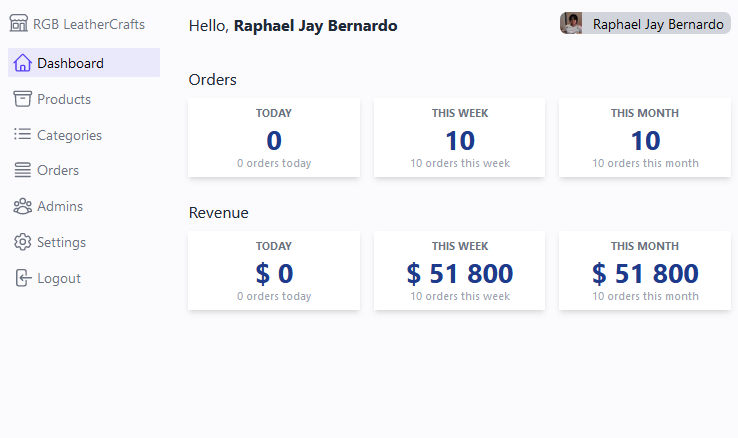 RGB LeatherCrafts
Dashboard
Products
Categories
Orders
Admins
Settings
Logout
Hello, Raphael Jay Bernardo
Raphael Jay Bernardo
Orders
TODAY
0
0 orders today
THIS WEEK
10
10 orders this week
THIS MONTH
10
10 orders this month
Revenue
TODAY
$ 0
0 orders today
THIS WEEK
$ 51 800
10 orders this week
THIS MONTH
$ 51 800
10 orders this month